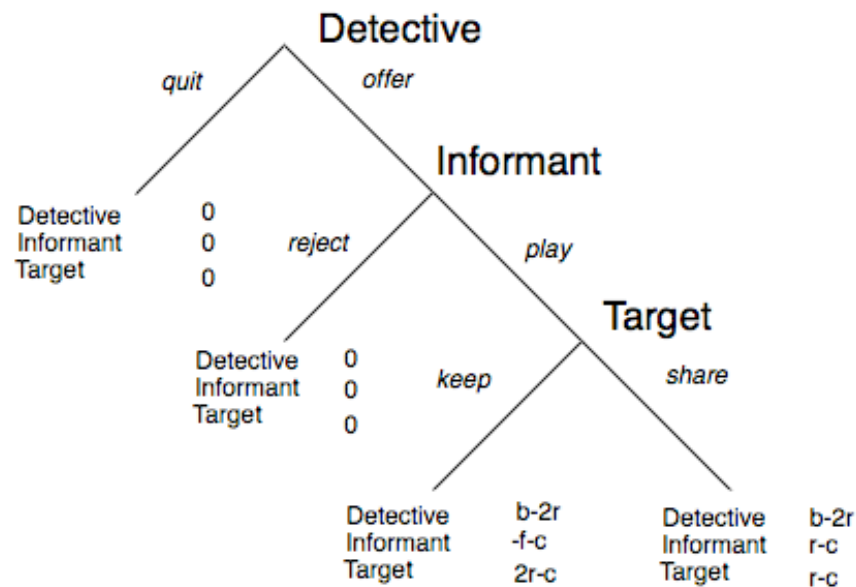 Detective
quit offer
Informant
Detective 0
Informant 0
Target 0
reject play
Target
Detective 0
Informant 0
Target 0
keep share
Detective b-2r
Informant -f-c
Target 2r-c
Detective b-2r
Informant r-c
Target r-c